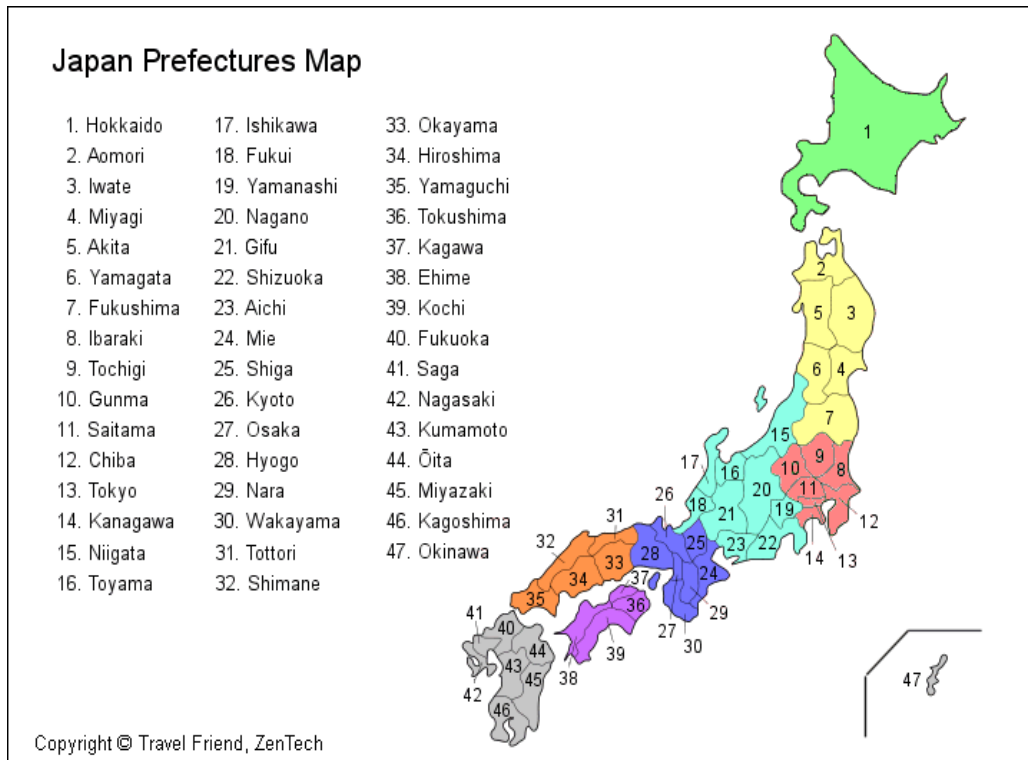 Japan Prefectures Map
1. Hokkaido
2. Aomori
3. Iwate
4. Miyagi
5. Akita
6. Yamagata
7. Fukushima
8. Ibaraki
9. Tochigi
10. Gunma
11. Saitama
12. Chiba
13. Tokyo
14. Kanagawa
15. Niigata
16. Toyama
17. Ishikawa
18. Fukui
19. Yamanashi
20. Nagano
21. Gifu
22. Shizuoka
23. Aichi
24. Mie
25. Shiga
26. Kyoto
27. Osaka
28. Hyogo
29. Nara
30. Wakayama
31. Tottori
32. Shimane
33. Okayama
34. Hiroshima
35. Yamaguchi
36. Tokushima
37. Kagawa
38. Ehime
39. Kochi
40. Fukuoka
41. Saga
42. Nagasaki
43. Kumamoto
44. Ōita
45. Miyazaki
46. Kagoshima
47. Okinawa
1
2
5
3
6
4
7
15
9
10
8
17
16
11
20
18
26
19
21
12
31
14
13
32
25
23
22
28
33
24
34
37
35
36
29
41
40
27
30
39
44
43
42
38
45
46
47
Copyright © Travel Friend, ZenTech